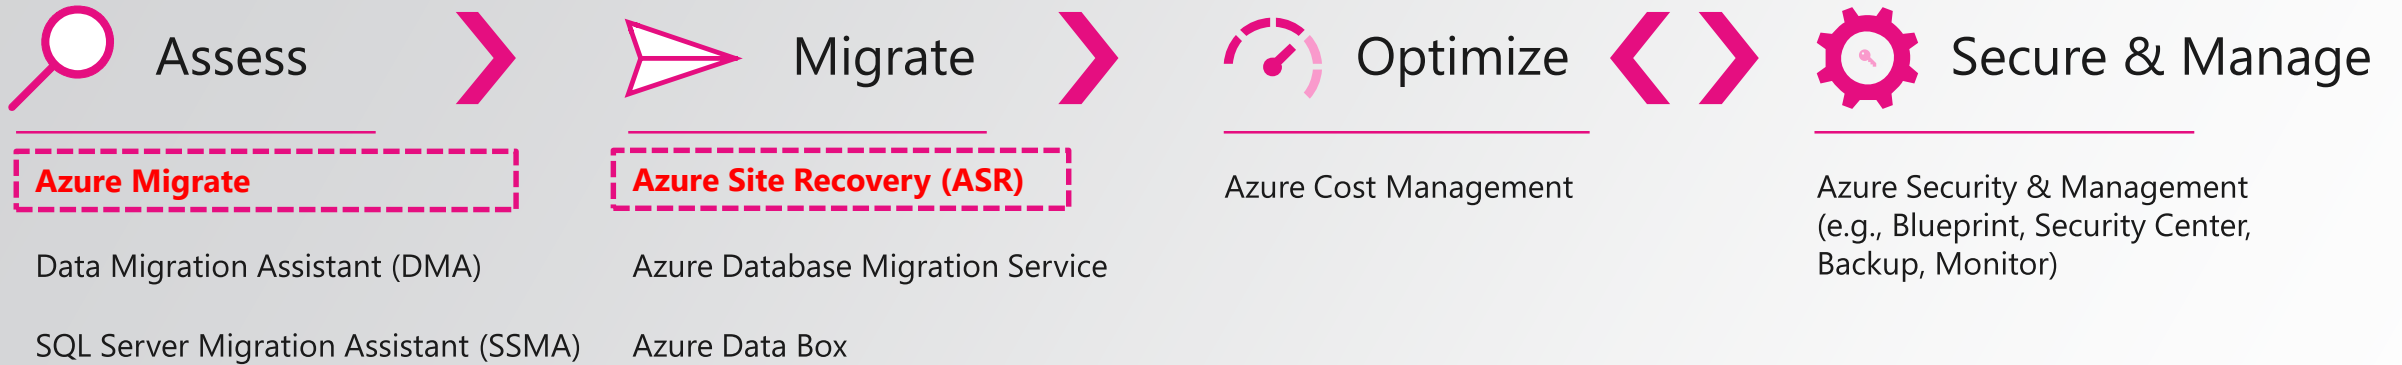 Assess
Azure Migrate
Data Migration Assistant (DMA)
SQL Server Migration Assistant (SSMA)
Migrate
Azure Site Recovery (ASR)
Azure Database Migration Service
Azure Data Box
Optimize
Azure Cost Management
Secure & Manage
Azure Security & Management
(e.g., Blueprint, Security Center,
Backup, Monitor)